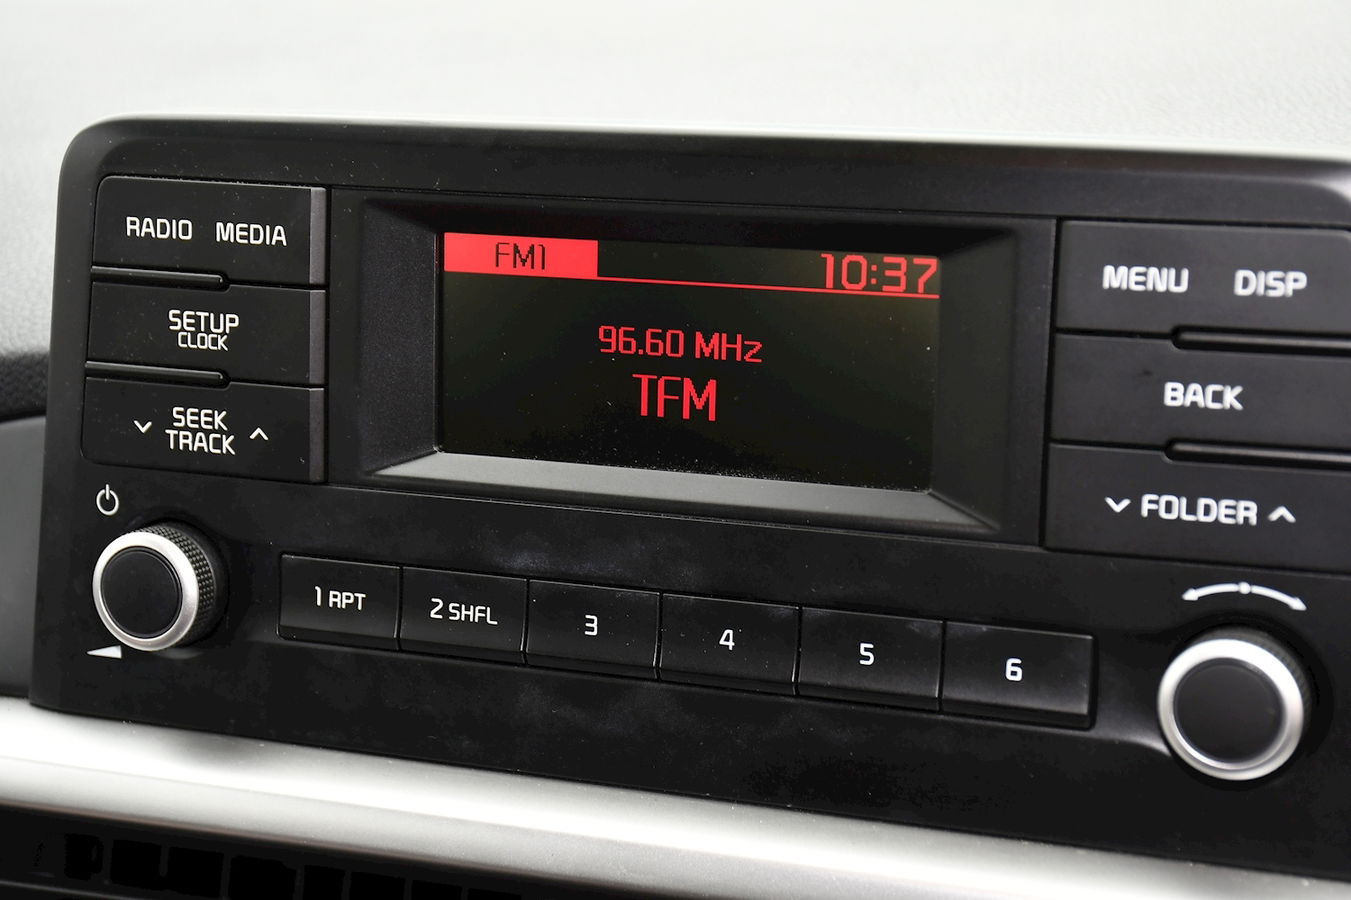 RADIO MEDIA
SETUP
CLOCK
SEEK
TRACK
FM1 10:37
96.60 MHz
TFM
MENU DISP
BACK
FOLDER
1 RPT 2 SHFL 3 4 5 6